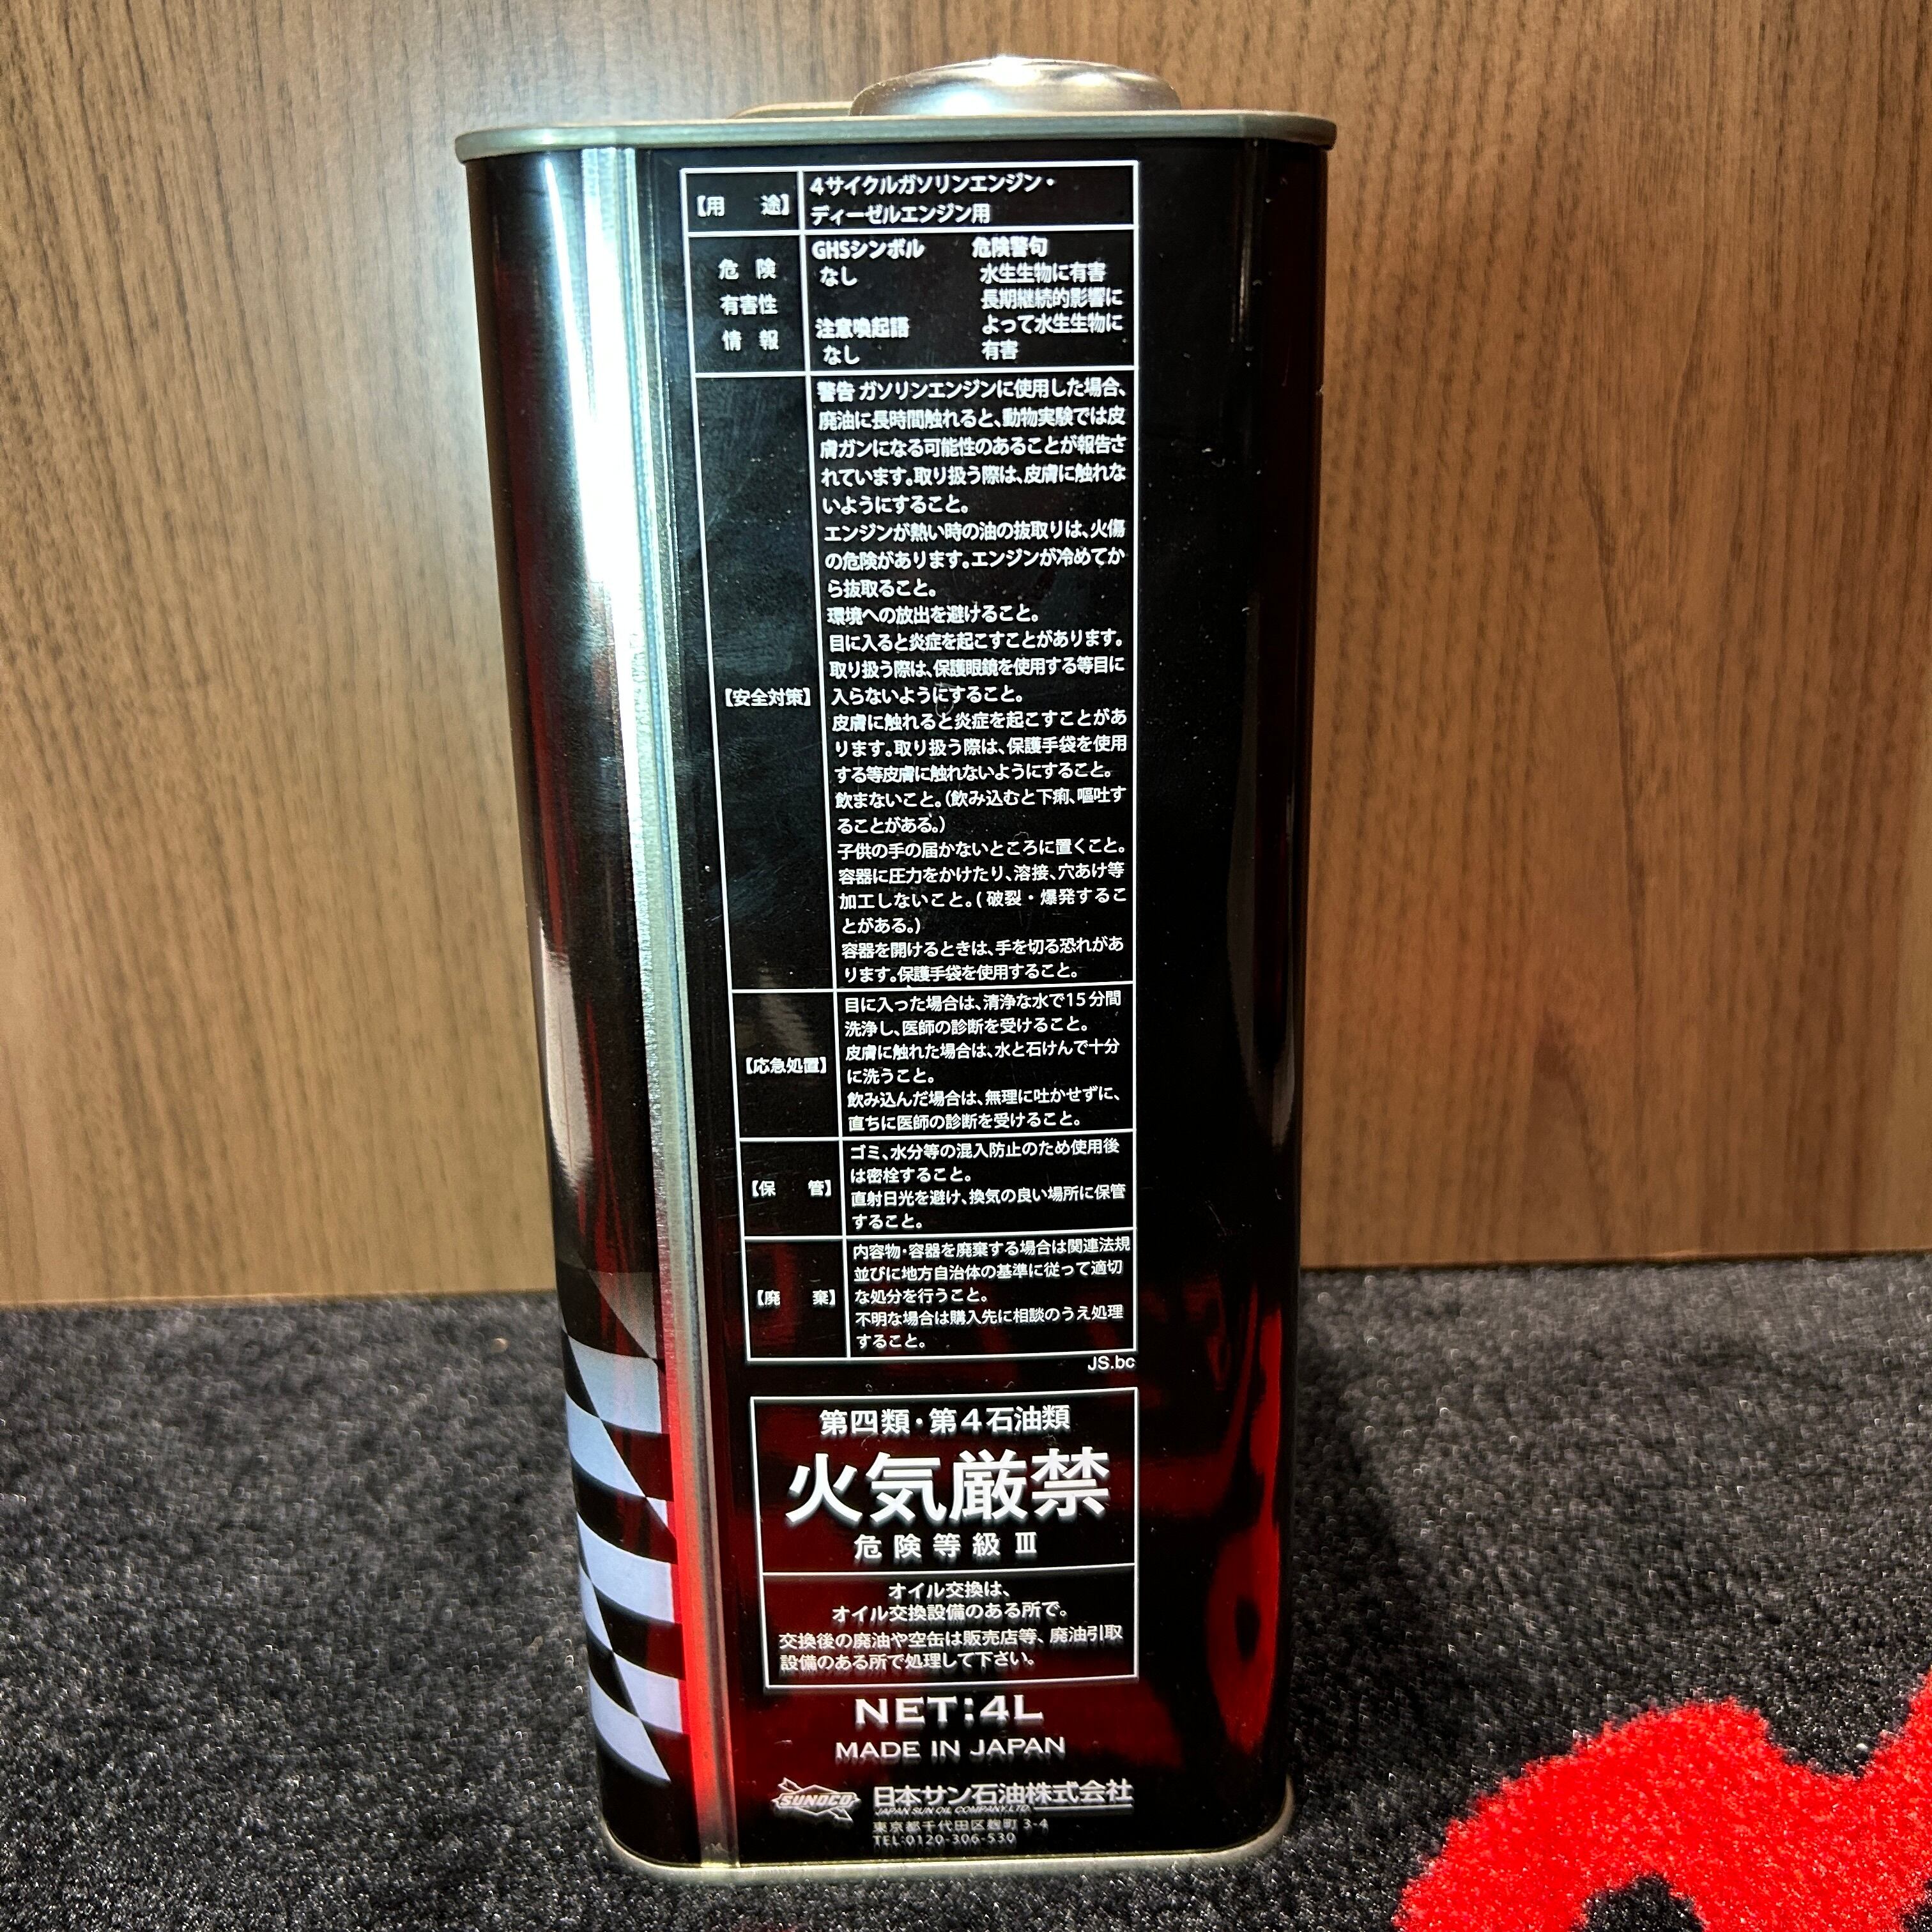 【用　途】
4サイクルガソリンエンジン・
ディーゼルエンジン用
危　険
有害性
情　報
GHSシンボル　危険警句
なし　水生生物に有害
長期継続的影響に
注意喚起語　よって水生生物に
なし　有害
【安全対策】
警告 ガソリンエンジンに使用した場合、
廃油に長時間触れると、動物実験では皮
膚ガンになる可能性のあることが報告さ
れています。取り扱う際は、皮膚に触れな
いようにすること。
エンジンが熱い時の油の抜取りは、火傷
の危険があります。エンジンが冷めてか
ら抜取ること。
環境への放出を避けること。
目に入ると炎症を起こすことがあります。
取り扱う際は、保護眼鏡を使用する等目に
入らないようにすること。
皮膚に触れると炎症を起こすことがあ
ります。取り扱う際は、保護手袋を使用
する等皮膚に触れないようにすること。
飲まないこと。(飲み込むと下痢、嘔吐す
ることがある。)
子供の手の届かないところに置くこと。
容器に圧力をかけたり、溶接、穴あけ等
加工しないこと。(破裂・爆発するこ
とがある。)
容器を開けるときは、手を切る恐れがあ
ります。保護手袋を使用すること。
【応急処置】
目に入った場合は、清浄な水で15分間
洗浄し、医師の診断を受けること。
皮膚に触れた場合は、水と石けんで十分
に洗うこと。
飲み込んだ場合は、無理に吐かせずに、
直ちに医師の診断を受けること。
【保　管】
ゴミ、水分等の混入防止のため使用後
は密栓すること。
直射日光を避け、換気の良い場所に保管
すること。
【廃　棄】
内容物・容器を廃棄する場合は関連法規
並びに地方自治体の基準に従って適切
な処分を行うこと。
不明な場合は購入先に相談のうえ処理
すること。
JS.bc
第四類・第4石油類
火気厳禁
危険等級Ⅲ
オイル交換は、
オイル交換設備のある所で。
交換後の廃油や空缶は販売店等、廃油引取
設備のある所で処理して下さい。
NET:4L
MADE IN JAPAN
SUNOCO 日本サン石油株式会社
JAPAN SUN OIL COMPANY,LTD.
東京都千代田区麹町3-4
TEL:0120-306-530